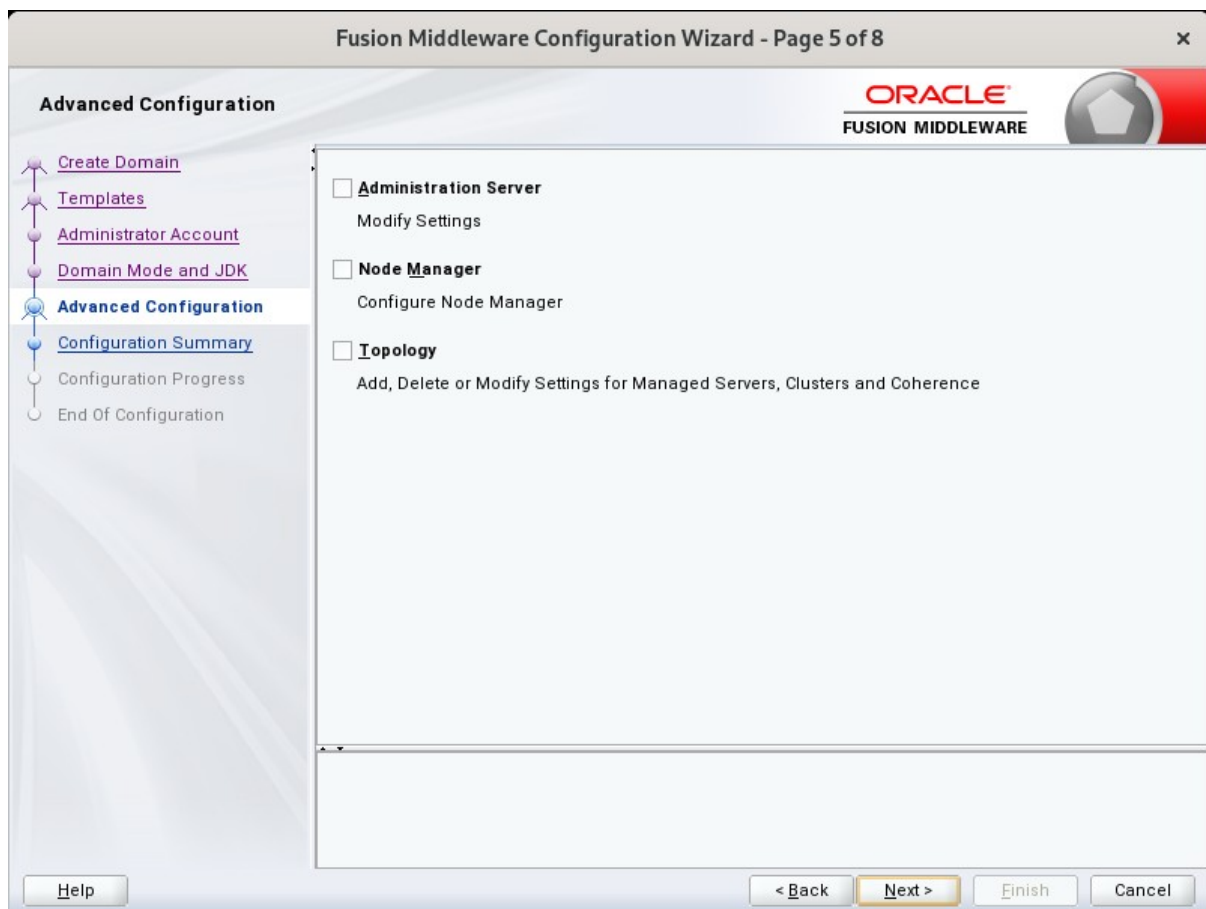 Fusion Middleware Configuration Wizard - Page 5 of 8
×
Advanced Configuration
ORACLE
FUSION MIDDLEWARE
Create Domain
Templates
Administrator Account
Domain Mode and JDK
Advanced Configuration
Configuration Summary
Configuration Progress
End Of Configuration
Administration Server
Modify Settings
Node Manager
Configure Node Manager
Topology
Add, Delete or Modify Settings for Managed Servers, Clusters and Coherence
Help
< Back
Next >
Finish
Cancel